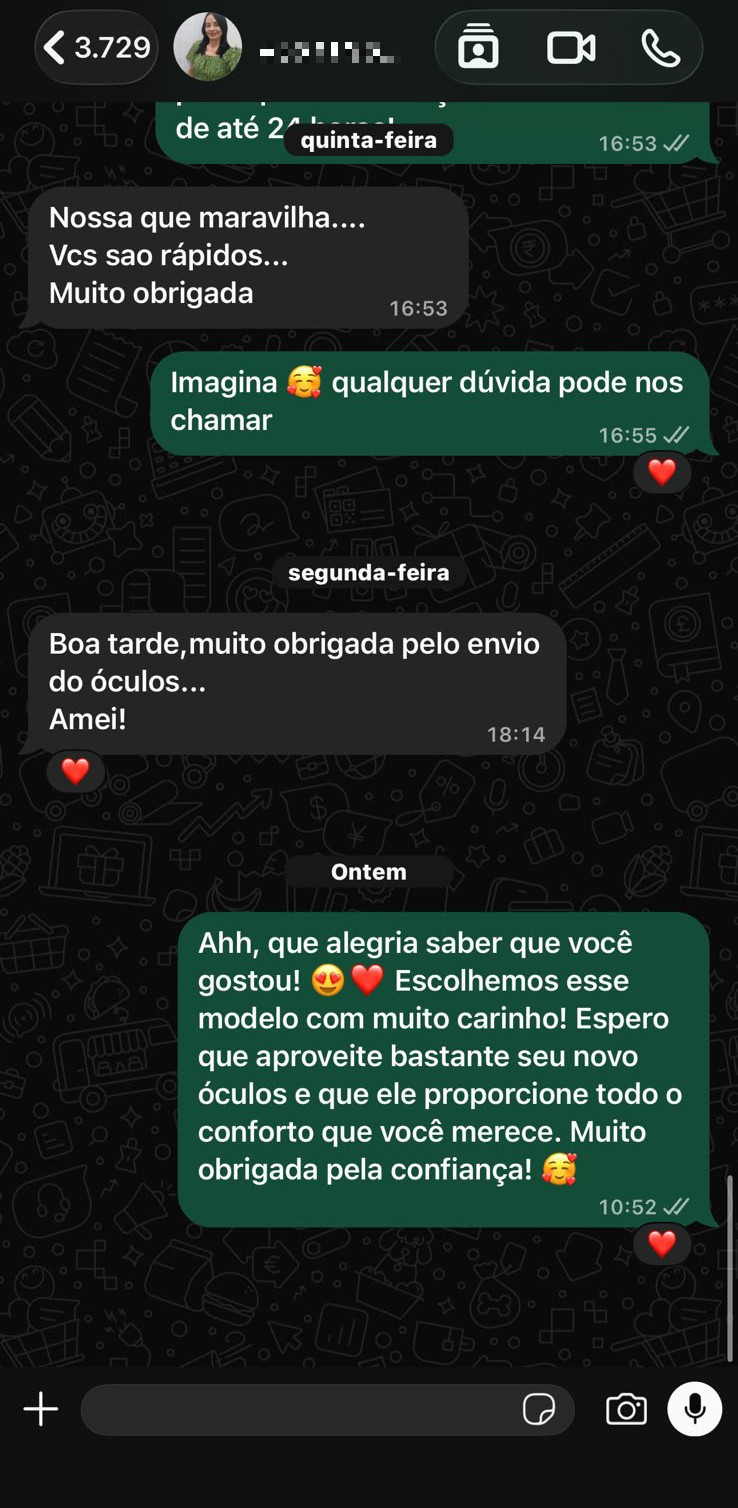 3.729
de até 24 horas!
quinta-feira
16:53
Nossa que maravilha....
Vcs sao rápidos...
Muito obrigada
16:53
Imagina 🥰 qualquer dúvida pode nos
chamar
16:55
❤️
segunda-feira
Boa tarde,muito obrigada pelo envio
do óculos...
Amei!
18:14
❤️
Ontem
Ahh, que alegria saber que você
gostou! 😍❤️ Escolhemos esse
modelo com muito carinho! Espero
que aproveite bastante seu novo
óculos e que ele proporcione todo o
conforto que você merece. Muito
obrigada pela confiança! 🥰
10:52
❤️